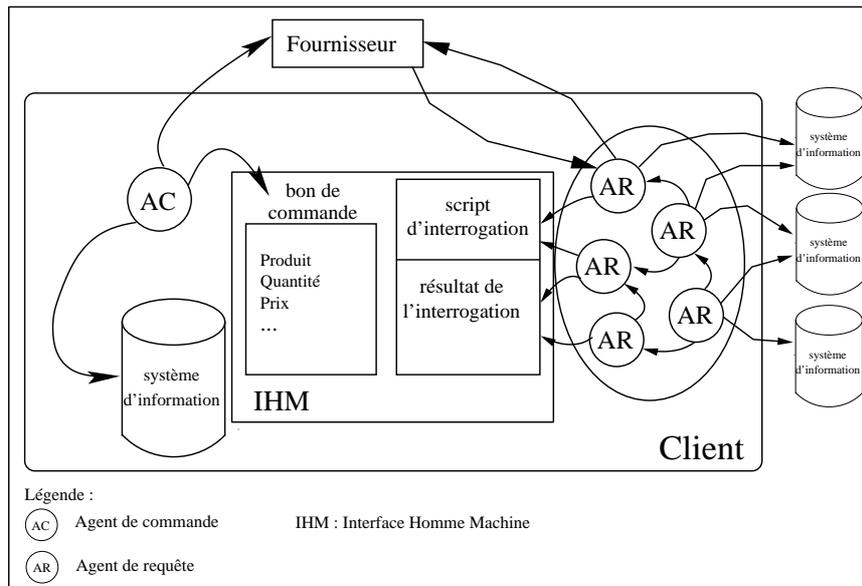 Fournisseur
système
d'information
AC
bon de
commande
Produit
Quantité
Prix
...
script
d'interrogation
résultat de
l'interrogation
AR
AR
AR
AR
AR
système
d'information
système
d'information
système
d'information
IHM
Client
Légende :
AC Agent de commande
IHM : Interface Homme Machine
AR Agent de requête